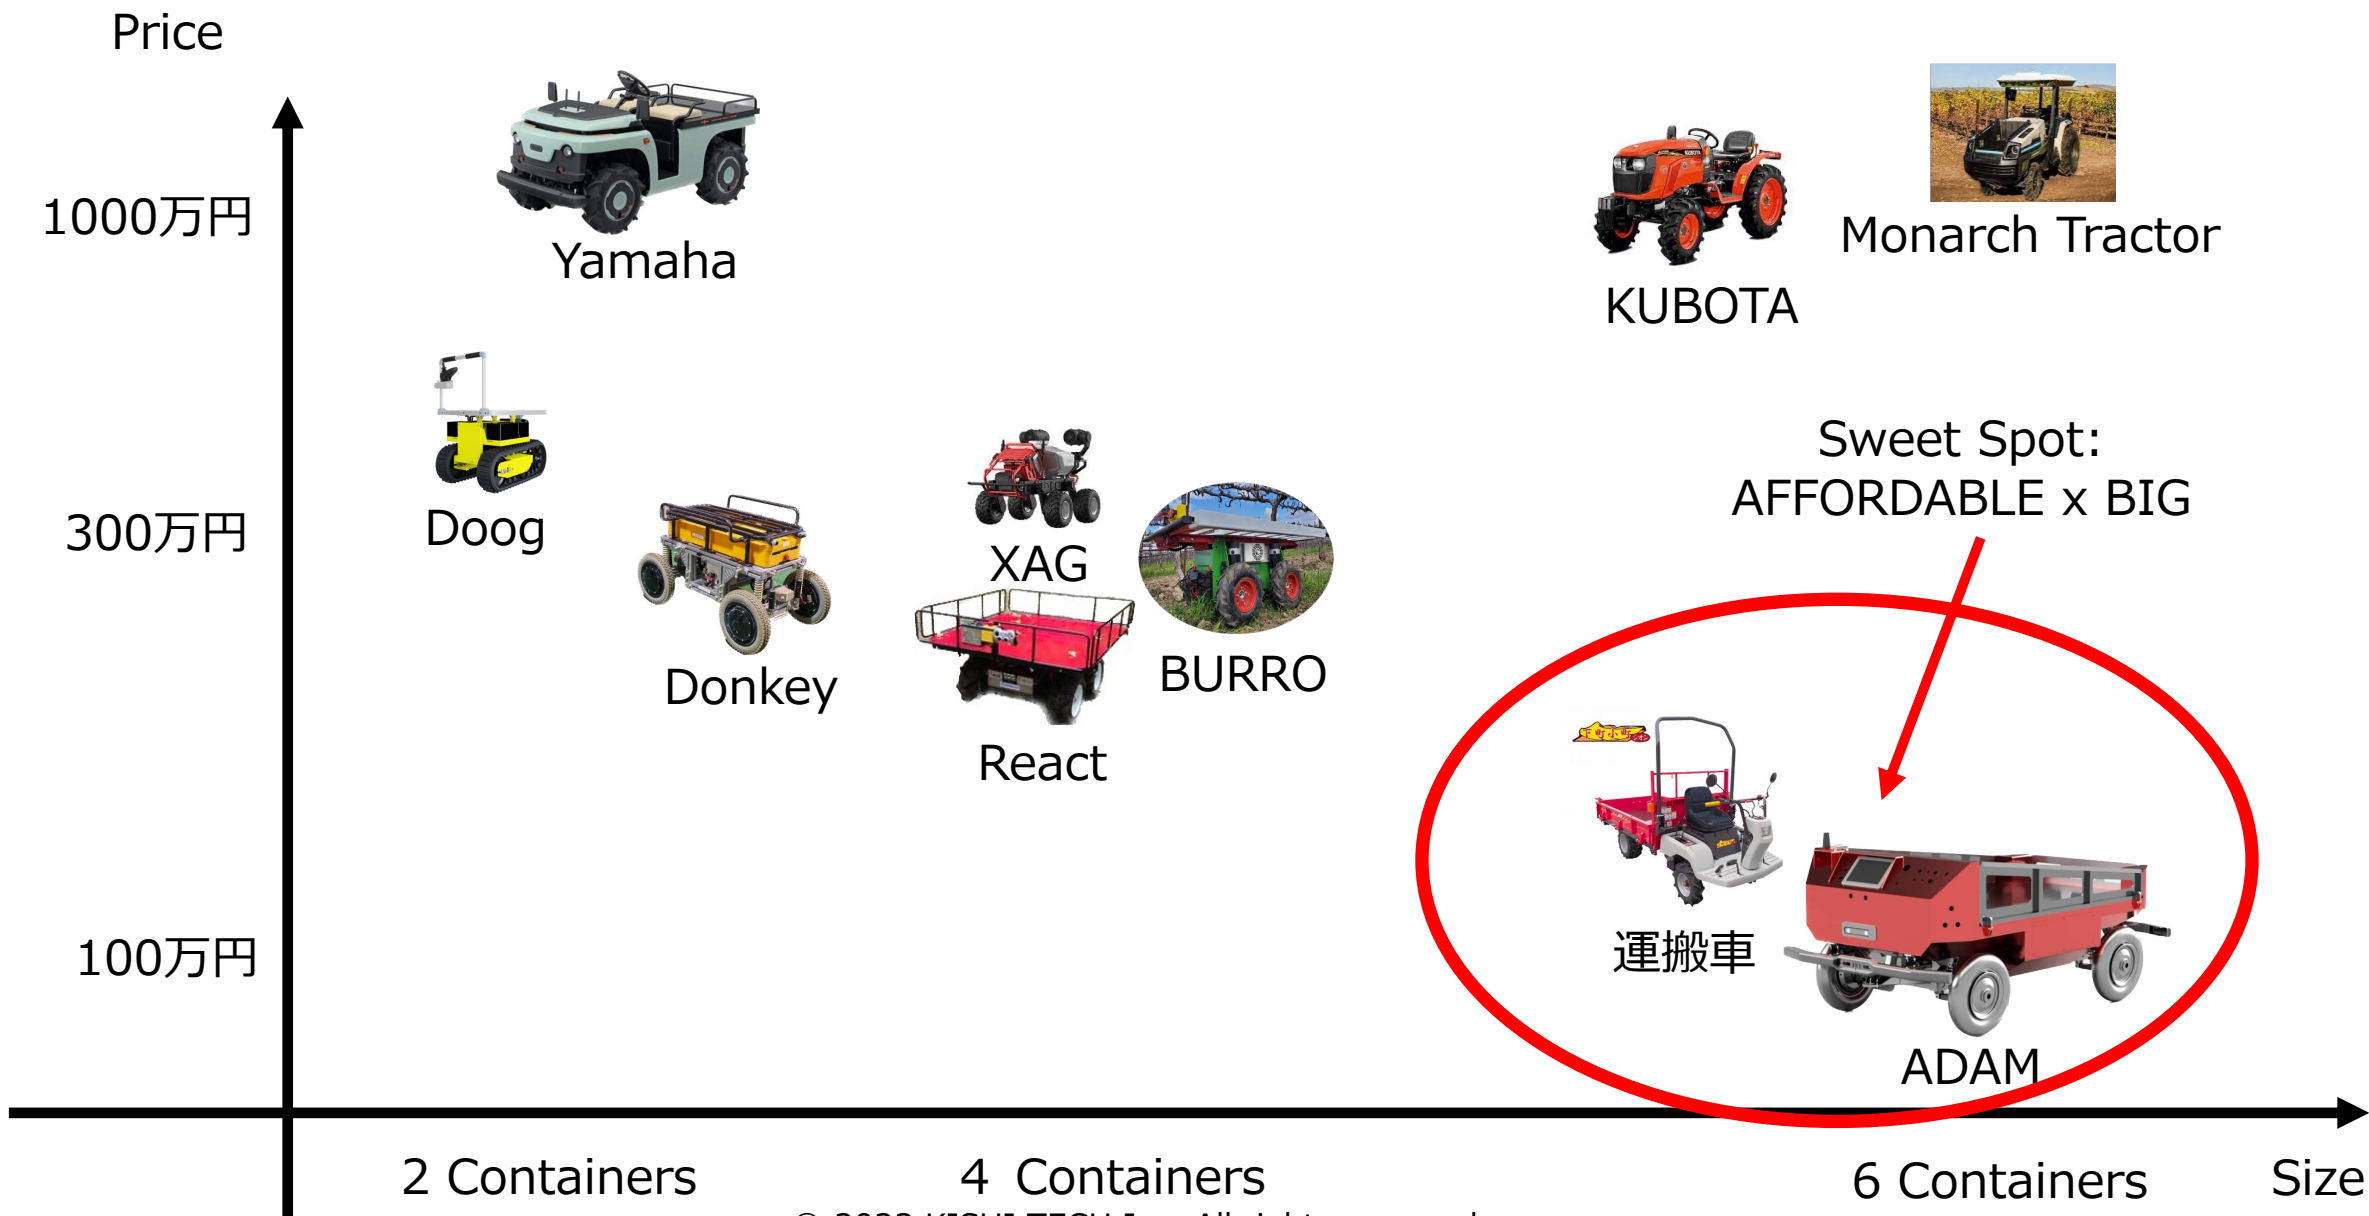 Price
1000万円
Yamaha
KUBOTA
Monarch Tractor
Doog
300万円
Donkey
XAG
BURRO
React
Sweet Spot:
AFFORDABLE x BIG
運搬車
100万円
ADAM
2 Containers
4 Containers
6 Containers
Size